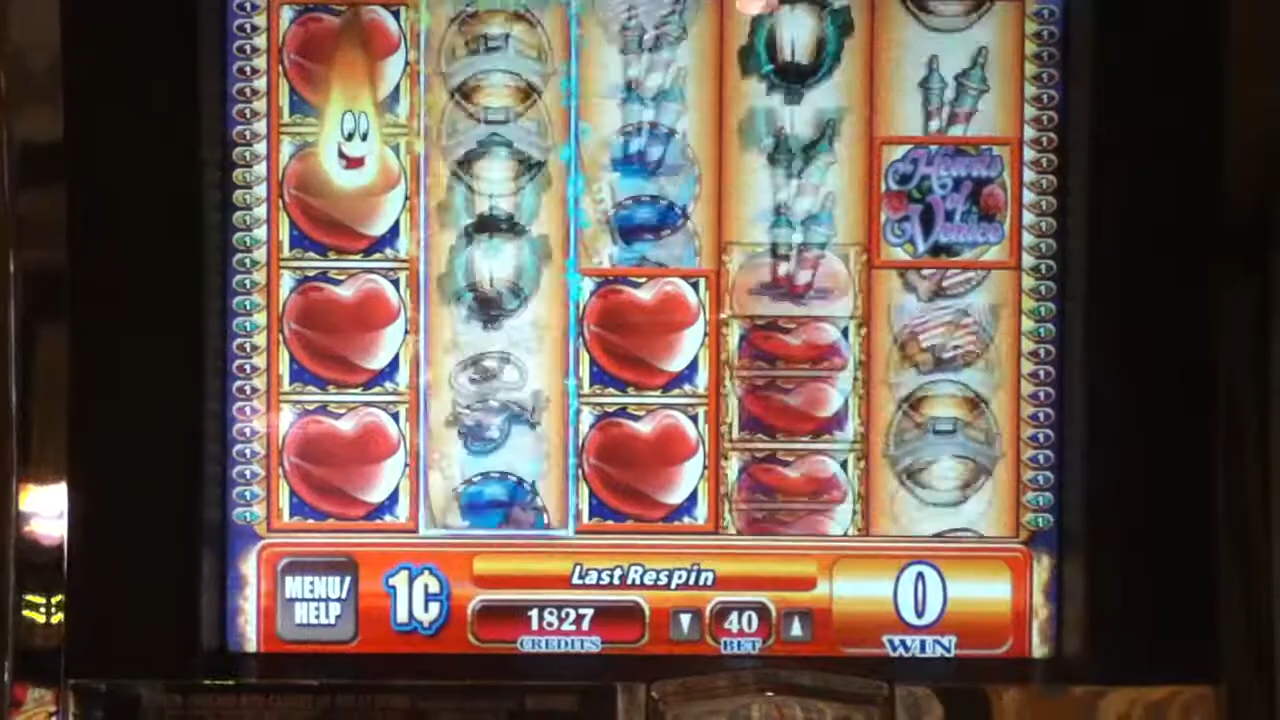 Hearts
of
Venice
MENU/
HELP
1¢
Last Respin
1827
CREDITS
40
BET
0
WIN